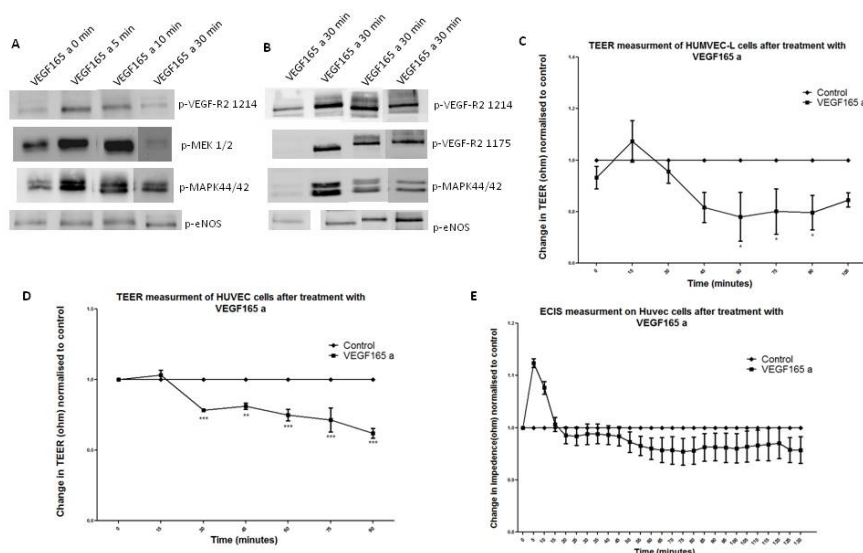 A
VEGF165 a 0 min
VEGF165 a 5 min
VEGF165 a 10 min
VEGF165 a 30 min
p-VEGF-R2 1214
p-MEK 1/2
p-MAPK44/42
p-eNOS
B
VEGF165 a 30 min
VEGF165 a 30 min
VEGF165 a 30 min
VEGF165 a 30 min
p-VEGF-R2 1214
p-VEGF-R2 1175
p-MAPK44/42
p-eNOS
C
TEER measurment of HUMVEC-L cells after treatment with
VEGF165 a
Control
VEGF165 a
Change in TEER (ohm) normalised to control
* * *
Time (minutes)
D
TEER measurment of HUVEC cells after treatment with
VEGF165 a
Control
VEGF165 a
Change in TEER (ohm) normalised to control
*** ** *** *** ***
Time (minutes)
E
ECIS measurment on Huvec cells after treatment with
VEGF165 a
Control
VEGF165 a
Change in Impedence(ohm) normalised to control
Time (minutes)